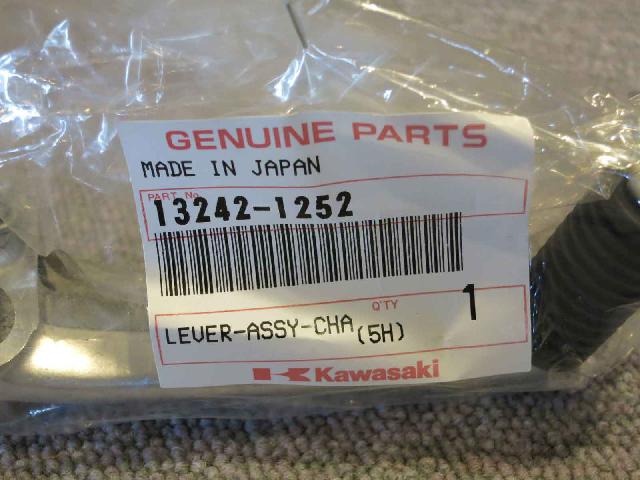 GENUINE PARTS
MADE IN JAPAN
PART No.
13242-1252
Q'TY 1
LEVER-ASSY-CHA (5H)
Kawasaki